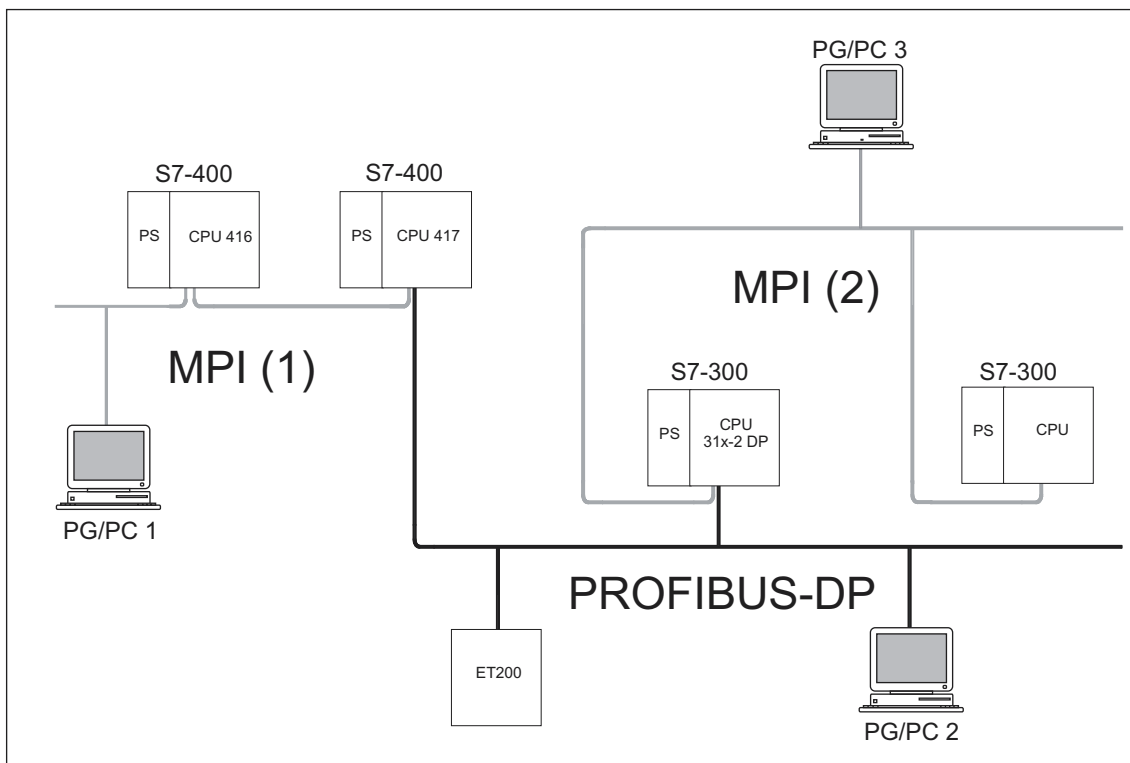 PG/PC 3
S7-400
S7-400
PS
CPU 416
PS
CPU 417
MPI (2)
MPI (1)
S7-300
S7-300
PS
CPU
31x-2 DP
PS
CPU
PG/PC 1
PROFIBUS-DP
ET200
PG/PC 2